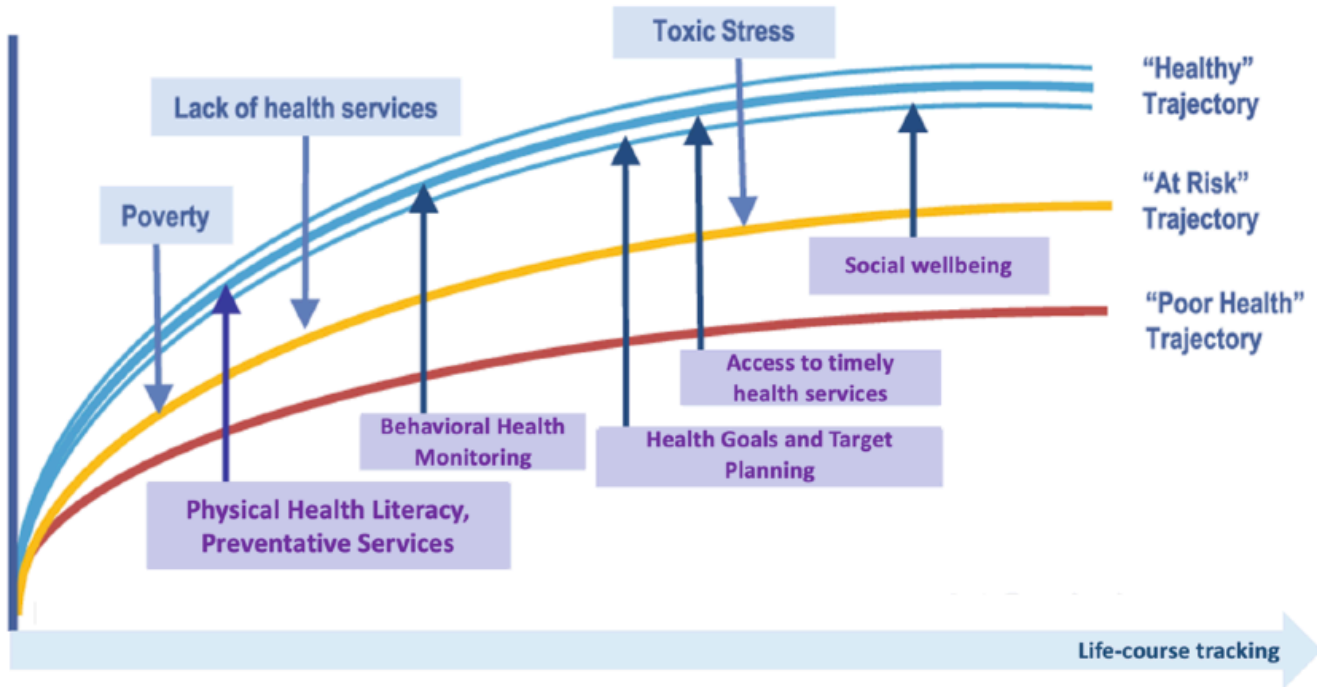 Toxic Stress
"Healthy"
Trajectory
Lack of health services
"At Risk"
Trajectory
Poverty
Social wellbeing
"Poor Health"
Trajectory
Access to timely
health services
Behavioral Health
Monitoring
Health Goals and Target
Planning
Physical Health Literacy,
Preventative Services
Life-course tracking